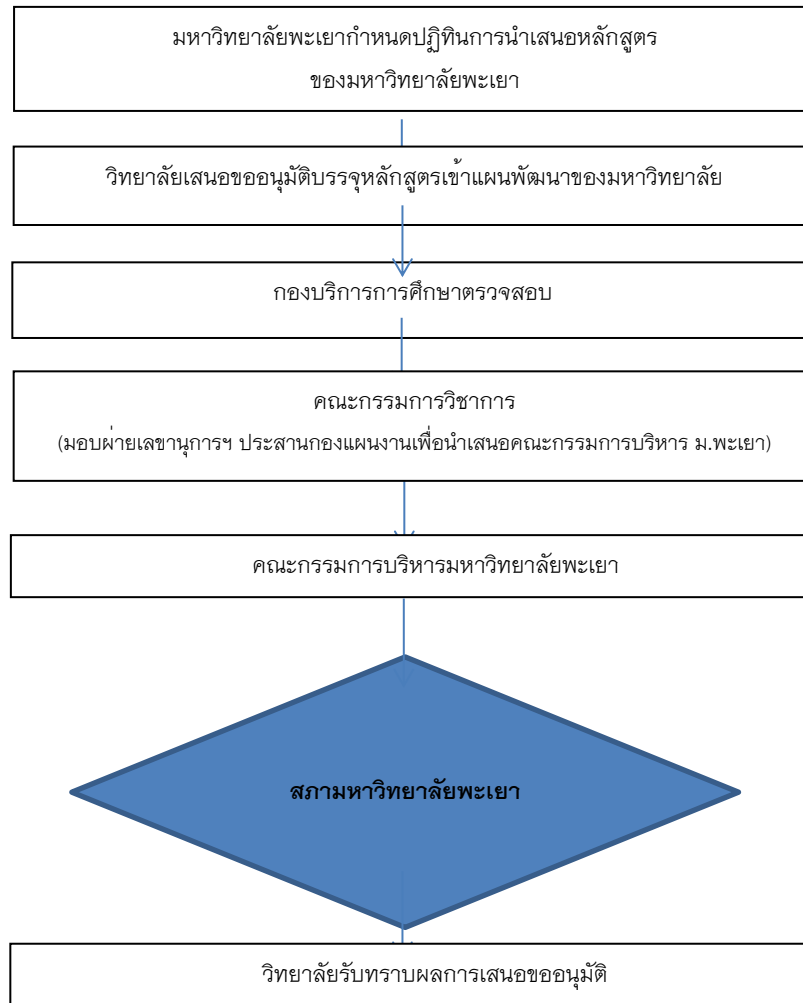 มหาวิทยาลัยพะเยากำหนดปฏิทินการนำเสนอหลักสูตร
ของมหาวิทยาลัยพะเยา
วิทยาลัยเสนอขออนุมัติบรรจุหลักสูตรเข้าแผนพัฒนาของมหาวิทยาลัย
กองบริการการศึกษาตรวจสอบ
คณะกรรมการวิชาการ
(มอบฝ่ายเลขานุการฯ ประสานกองแผนงานเพื่อนำเสนอคณะกรรมการบริหาร ม.พะเยา)
คณะกรรมการบริหารมหาวิทยาลัยพะเยา
สภามหาวิทยาลัยพะเยา
วิทยาลัยรับทราบผลการเสนอขออนุมัติ